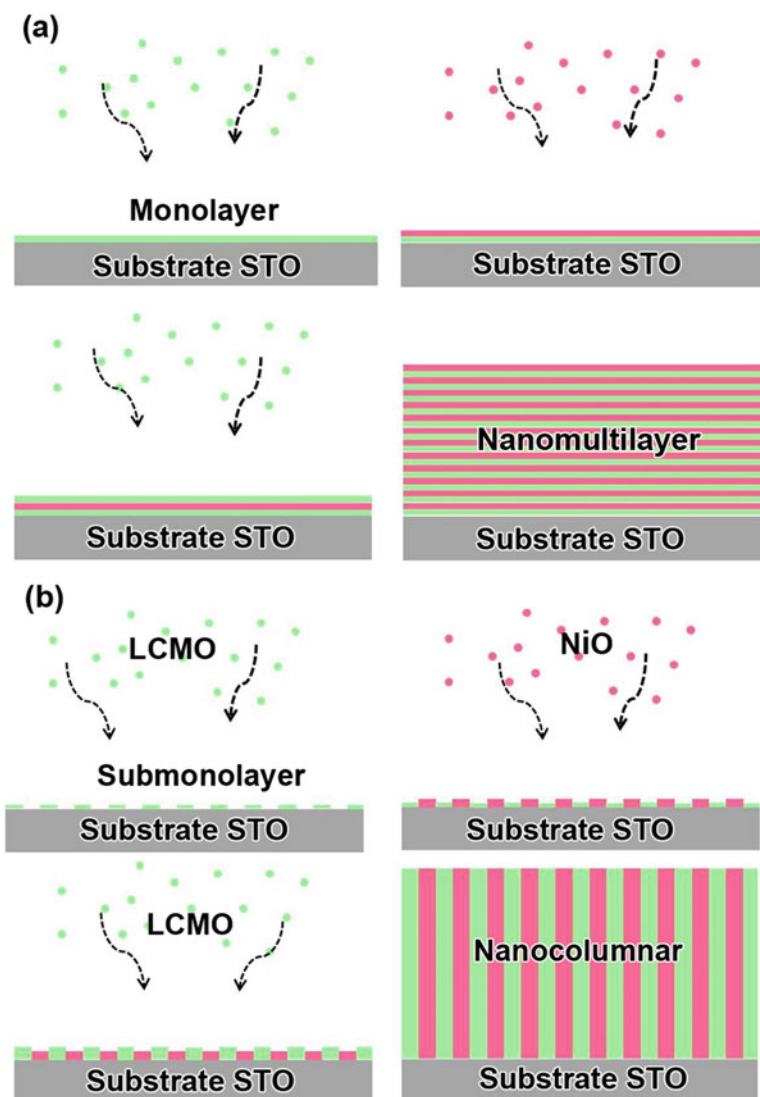 (a)
Monolayer
Substrate STO
Substrate STO
Substrate STO
Nanomultilayer
Substrate STO
(b)
LCMO
NiO
Submonolayer
Substrate STO
Substrate STO
LCMO
Substrate STO
Nanocolumnar
Substrate STO